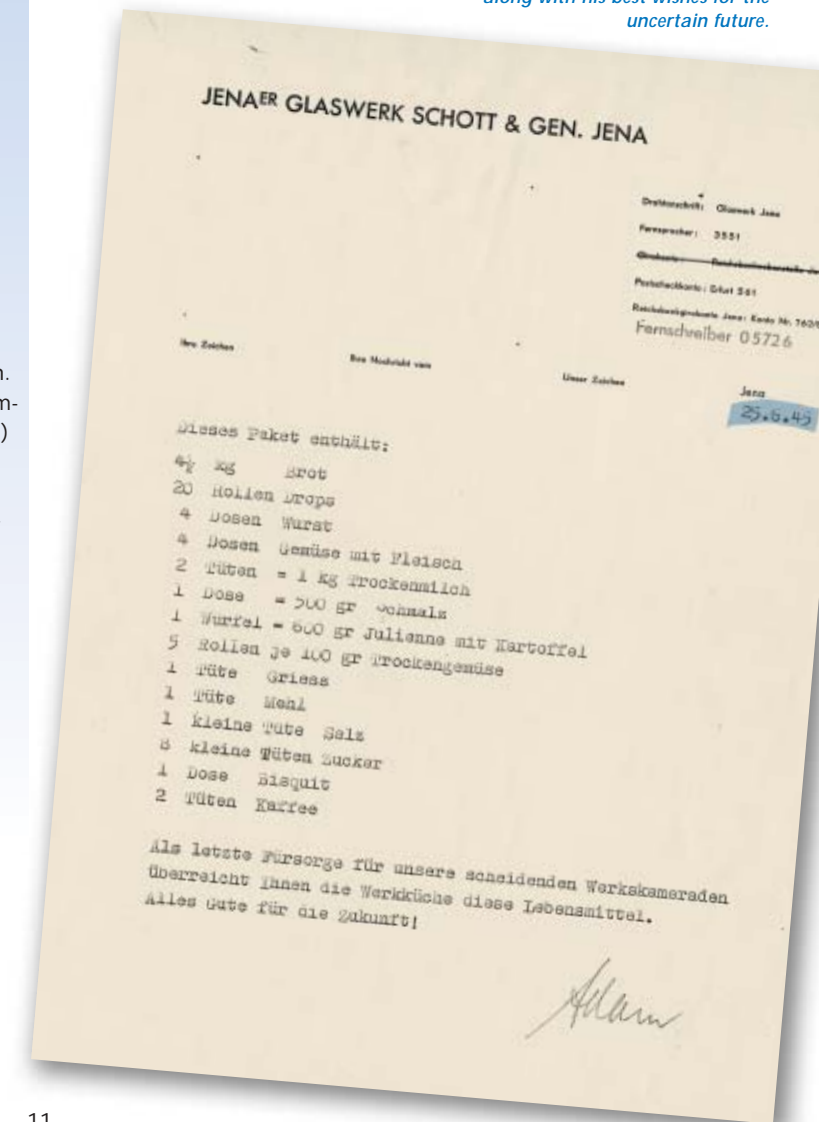 along with his best wishes for the
uncertain future.
JENAER GLASWERK SCHOTT & GEN. JENA
Drahtanschrift: Glaswerk Jena
Fernsprecher: 3551
Postscheckkonto: Erfurt 561
Reichsbankgirokonto Jena: Konto Nr.
Fernschreiber 05726
Ihre Zeichen
Ihre Nachricht vom
Unser Zeichen
Jena
25.6.45
n.
m-
)
Dieses Paket enthält:
4½ kg Brot
20 Rollen Drops
4 Dosen Wurst
4 Dosen Gemüse mit Fleisch
2 Tüten = 1 kg Trockenmilch
1 Dose = 500 gr Schmalz
1 Würfel = 600 gr Julienne mit Kartoffel
5 Rollen je 100 gr Trockengemüse
1 Tüte Griess
1 Tüte Mehl
1 kleine Tüte Salz
8 kleine Tüten Zucker
1 Dose Bisquit
2 Tüten Kaffee
Als letzte Fürsorge für unsere scheidenden Werkskameraden
überreicht Ihnen die Werkküche diese Lebensmittel.
Alles Gute für die Zukunft!
Adam
11